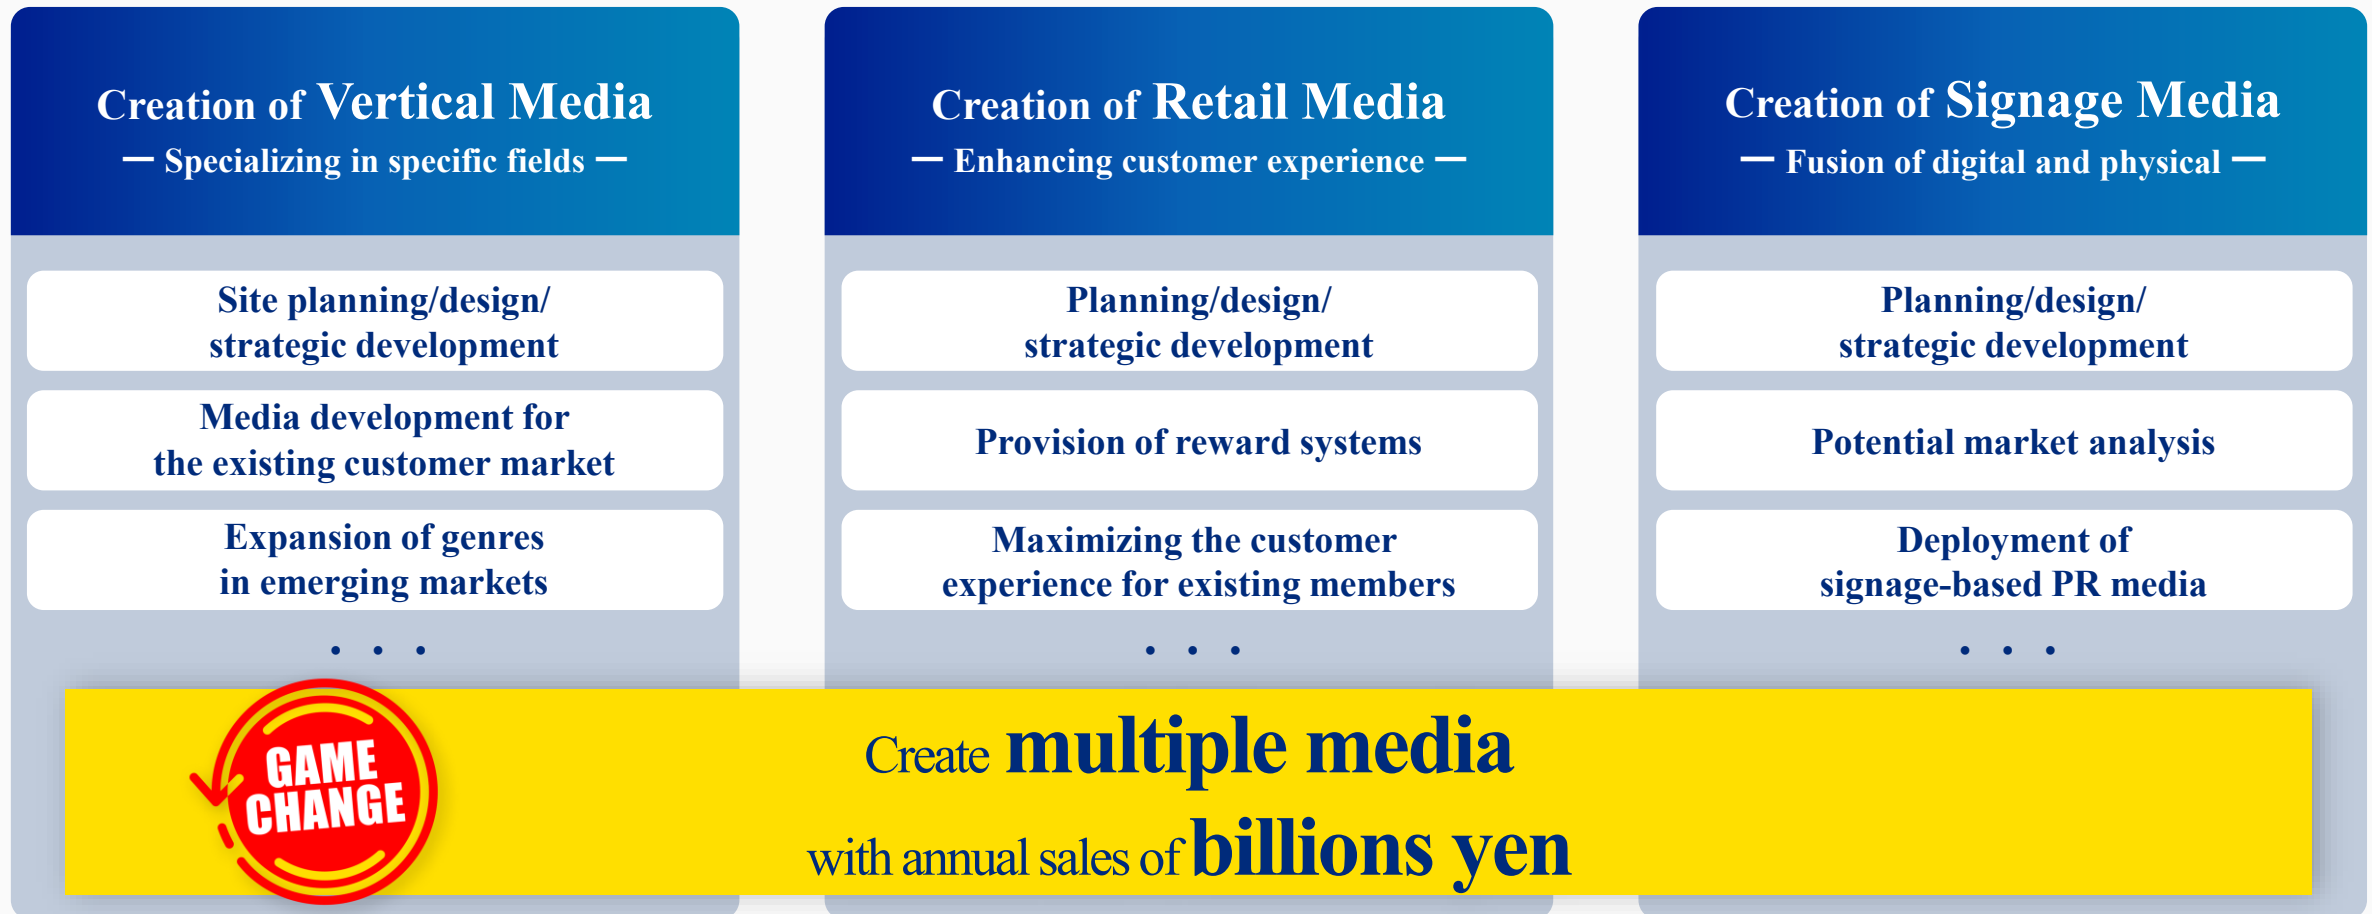 Creation of Vertical Media
— Specializing in specific fields —
Site planning/design/
strategic development
Media development for
the existing customer market
Expansion of genres
in emerging markets
. . .
Creation of Retail Media
— Enhancing customer experience —
Planning/design/
strategic development
Provision of reward systems
Maximizing the customer
experience for existing members
. . .
Creation of Signage Media
— Fusion of digital and physical —
Planning/design/
strategic development
Potential market analysis
Deployment of
signage-based PR media
. . .
GAME
CHANGE
Create multiple media
with annual sales of billions yen